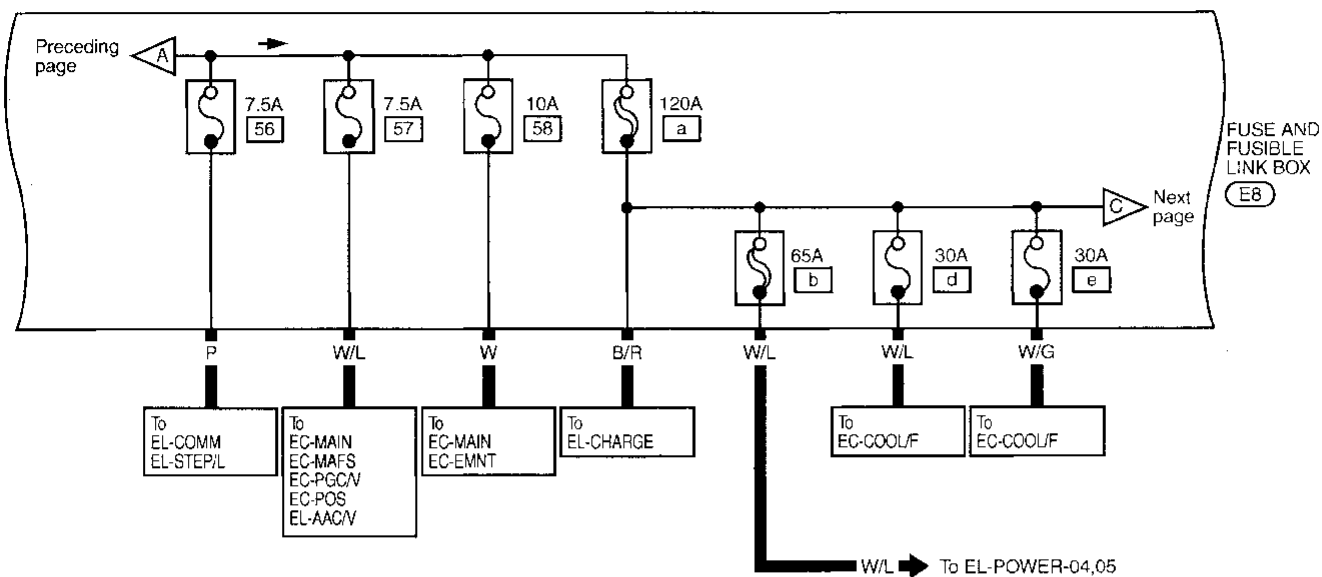 Preceding
page
A
7.5A
56
7.5A
57
10A
58
120A
a
FUSE AND
FUSIBLE
LINK BOX
E8
C
Next
page
65A
b
30A
d
30A
e
P
W/L
W
B/R
W/L
W/L
W/G
To
EL-COMM
EL-STEP/L
To
EC-MAIN
EC-MAFS
EC-PGC/V
EC-POS
EL-AAC/V
To
EC-MAIN
EC-EMNT
To
EL-CHARGE
To
EC-COOL/F
To
EC-COOL/F
W/L
To EL-POWER-04,05